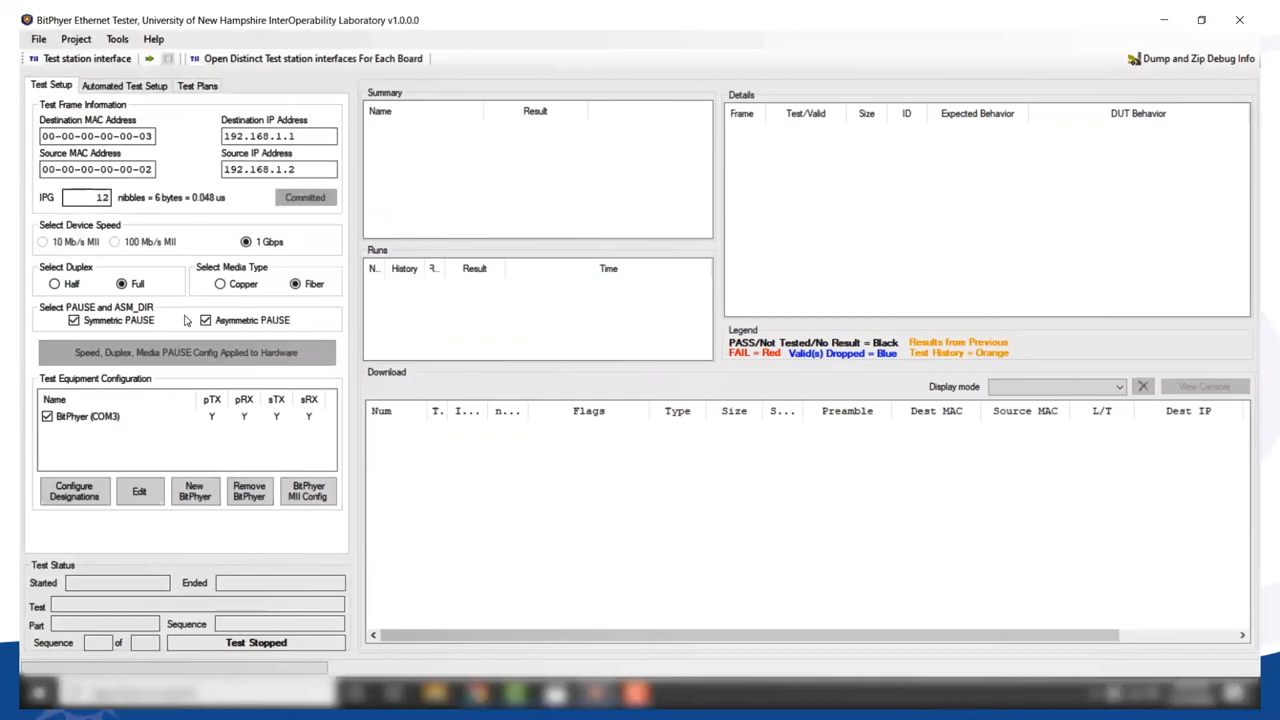 BitPhyer Ethernet Tester, University of New Hampshire InterOperability Laboratory v1.0.0.0
File Project Tools Help
Test station interface Open Distinct Test station interfaces For Each Board Dump and Zip Debug Info
Test Setup Automated Test Setup Test Plans
Test Frame Information
Destination MAC Address Destination IP Address
00-00-00-00-00-03 192.168.1.1
Source MAC Address Source IP Address
00-00-00-00-00-02 192.168.1.2
IPG 12 nibbles = 6 bytes = 0.048 us Committed
Select Device Speed
10 Mb/s MII 100 Mb/s MII 1 Gbps
Select Duplex Select Media Type
Half Full Copper Fiber
Select PAUSE and ASM_DIR
Symmetric PAUSE Asymmetric PAUSE
Speed, Duplex, Media PAUSE Config Applied to Hardware
Test Equipment Configuration
Name pTX pRX sTX sRX
BitPhyer (COM3) Y Y Y Y
Configure Designations
Edit
New BitPhyer
Remove BitPhyer
BitPhyer MII Config
Test Status
Started Ended
Test
Part Sequence
Sequence of Test Stopped
Summary
Name Result
Runs
N.. History R.. Result Time
Details
Frame Test/Valid Size ID Expected Behavior DUT Behavior
Legend
PASS/Not Tested/No Result = Black Results from Previous
FAIL = Red Valid(s) Dropped = Blue Test History = Orange
Download
Display mode View Console
Num T. I... n... Flags Type Size S... Preamble Dest MAC Source MAC L/T Dest IP